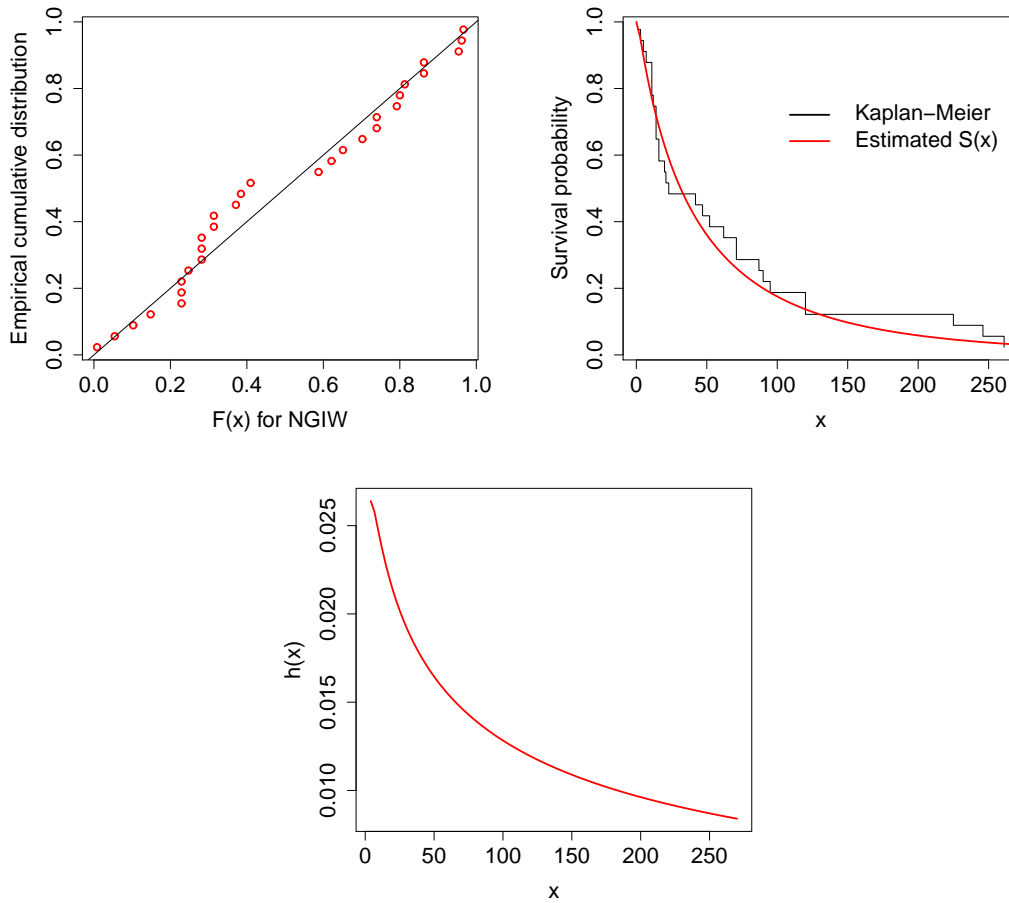 Empirical cumulative distribution
1.0
0.8
0.6
0.4
0.2
0.0
0.0 0.2 0.4 0.6 0.8 1.0
F(x) for NGIW
Survival probability
1.0
0.8
0.6
0.4
0.2
0.0
Kaplan−Meier
Estimated S(x)
0 50 100 150 200 250
x
h(x)
0.025
0.020
0.015
0.010
0 50 100 150 200 250
x